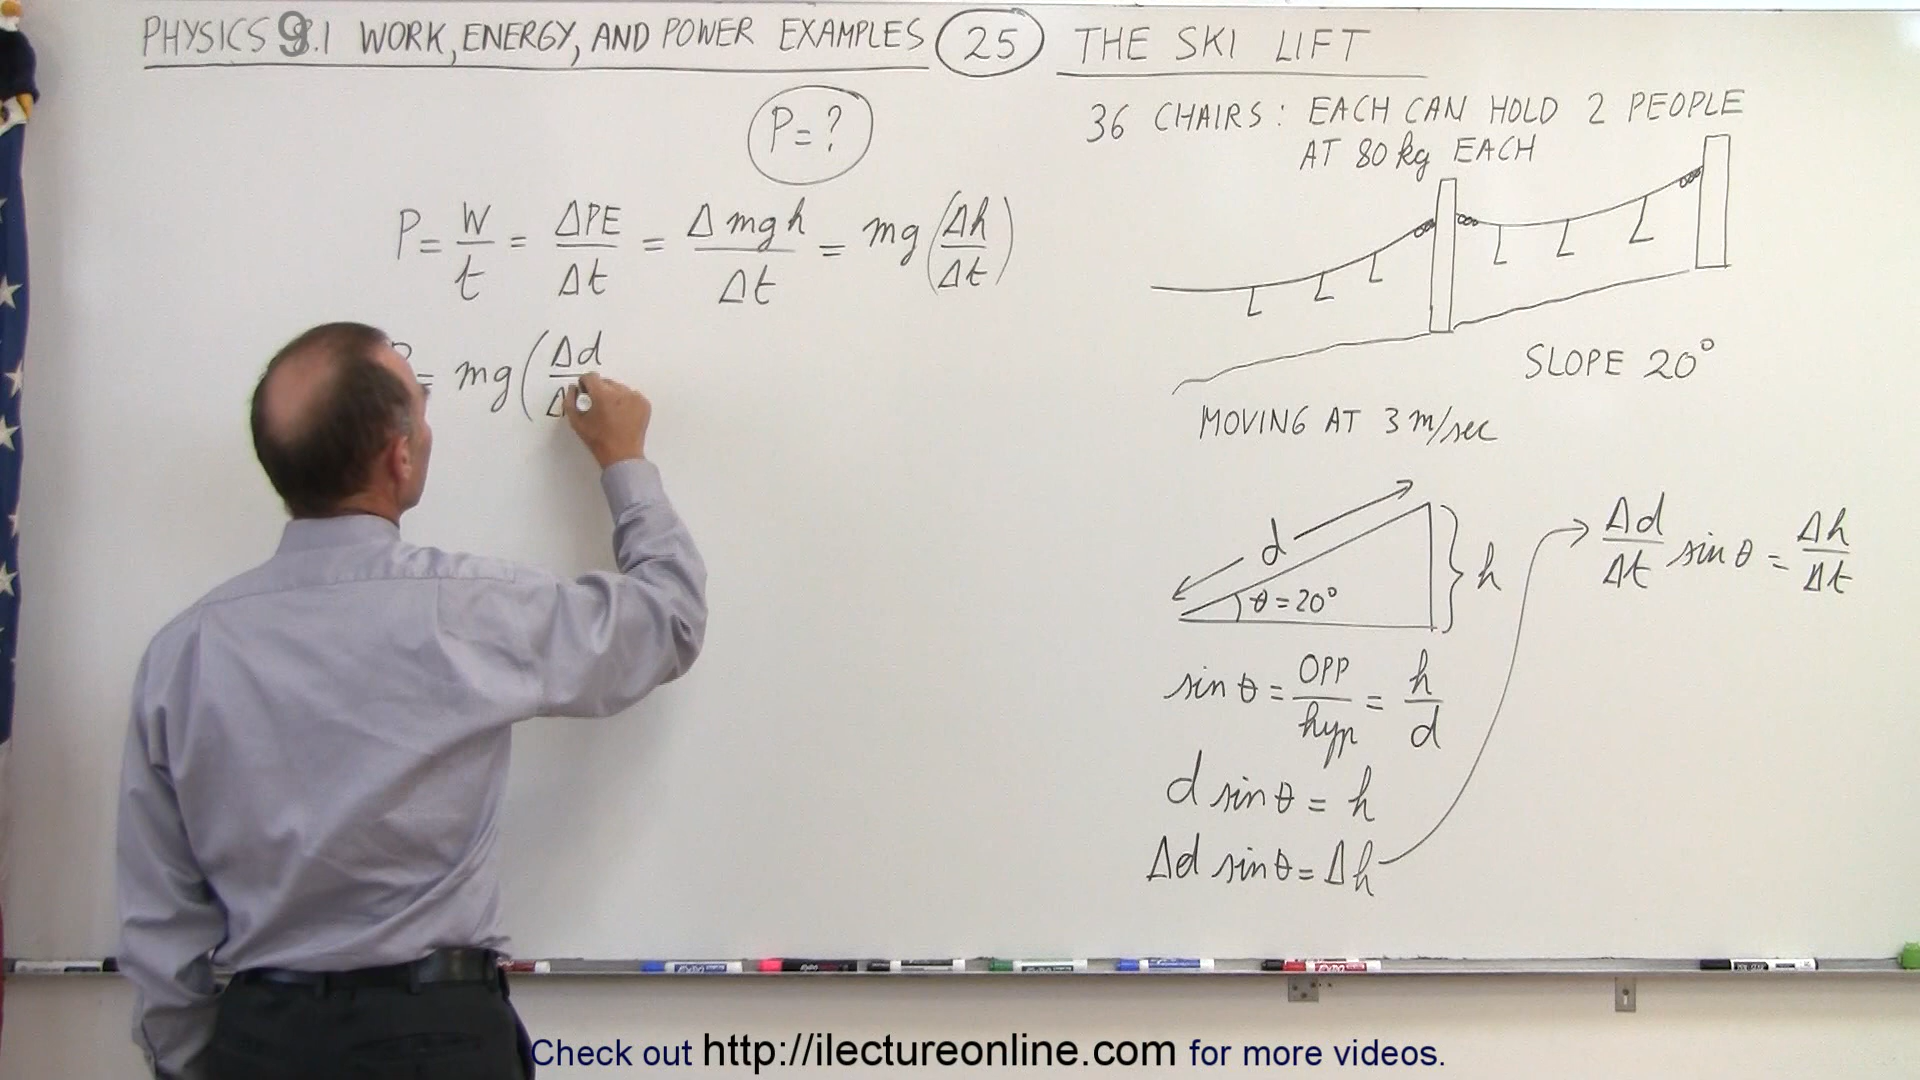 PHYSICS 9.1 WORK, ENERGY, AND POWER EXAMPLES 25 THE SKI LIFT
P = ?
36 CHAIRS: EACH CAN HOLD 2 PEOPLE
AT 80 kg EACH
P = W/t = ΔPE/Δt = Δmgh/Δt = mg(Δh/Δt)
= mg(Δd
SLOPE 20°
MOVING AT 3 m/sec
d
h
θ = 20°
Δd/Δt sin θ = Δh/Δt
sin θ = OPP/hyp = h/d
d sin θ = h
Δd sin θ = Δh
Check out http://ilectureonline.com for more videos.